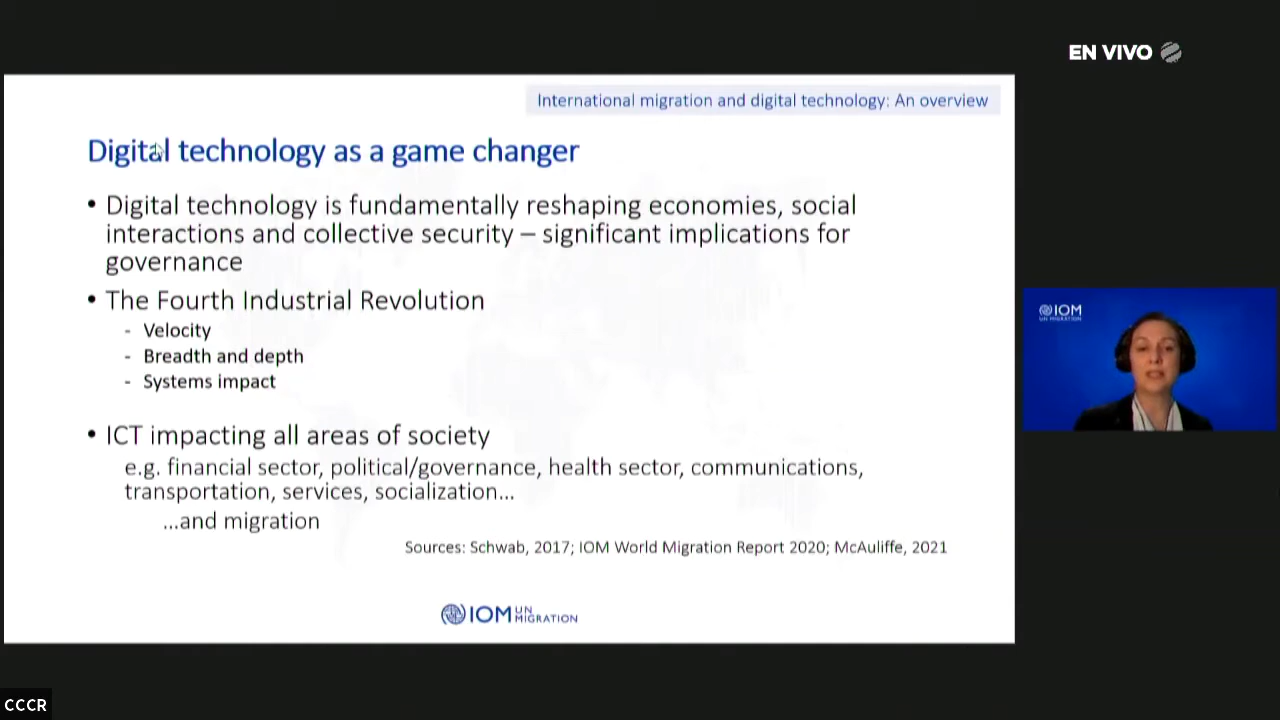 EN VIVO
International migration and digital technology: An overview
Digital technology as a game changer
• Digital technology is fundamentally reshaping economies, social
interactions and collective security – significant implications for
governance
• The Fourth Industrial Revolution
- Velocity
- Breadth and depth
- Systems impact
• ICT impacting all areas of society
e.g. financial sector, political/governance, health sector, communications,
transportation, services, socialization...
...and migration
Sources: Schwab, 2017; IOM World Migration Report 2020; McAuliffe, 2021
IOM UN MIGRATION
IOM
UN MIGRATION
CCCR